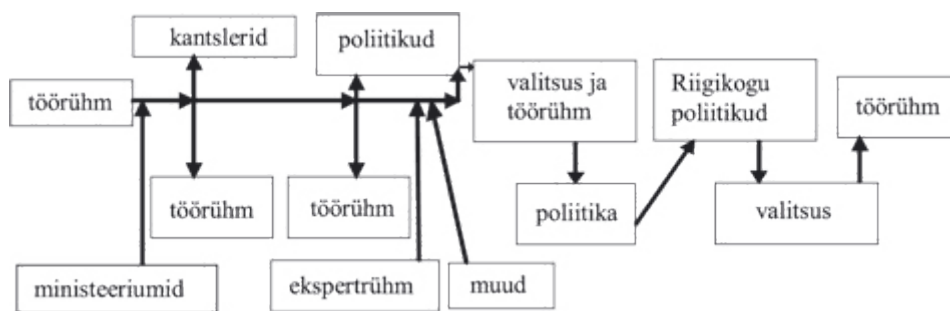 kantslerid
poliitikud
töörühm
valitsus ja
töörühm
Riigikogu
poliitikud
töörühm
töörühm
töörühm
poliitika
valitsus
ministeeriumid
ekspertrühm
muud